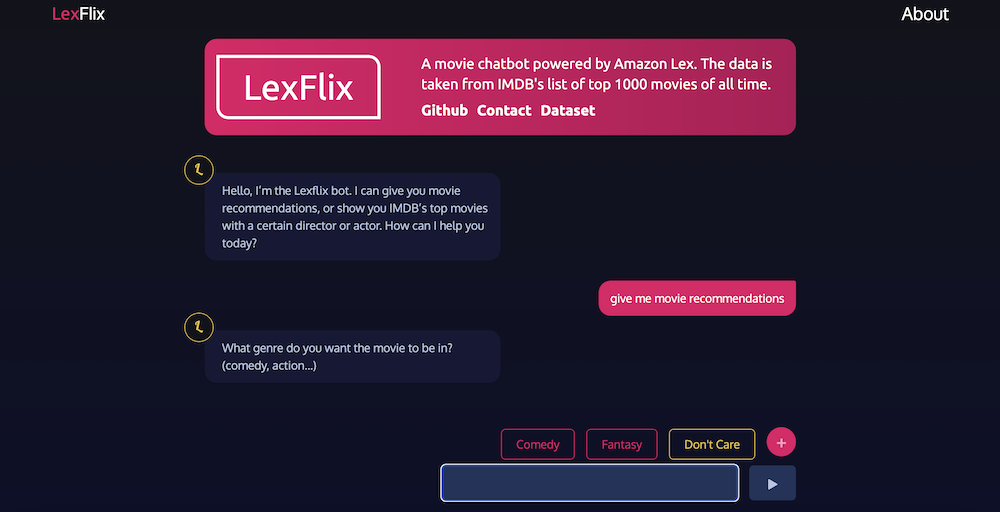 LexFlix
About
LexFlix
A movie chatbot powered by Amazon Lex. The data is
taken from IMDB's list of top 1000 movies of all time.
Github Contact Dataset
L
Hello, I’m the Lexflix bot. I can give you movie
recommendations, or show you IMDB’s top movies
with a certain director or actor. How can I help you
today?
give me movie recommendations
L
What genre do you want the movie to be in?
(comedy, action...)
Comedy
Fantasy
Don't Care
+